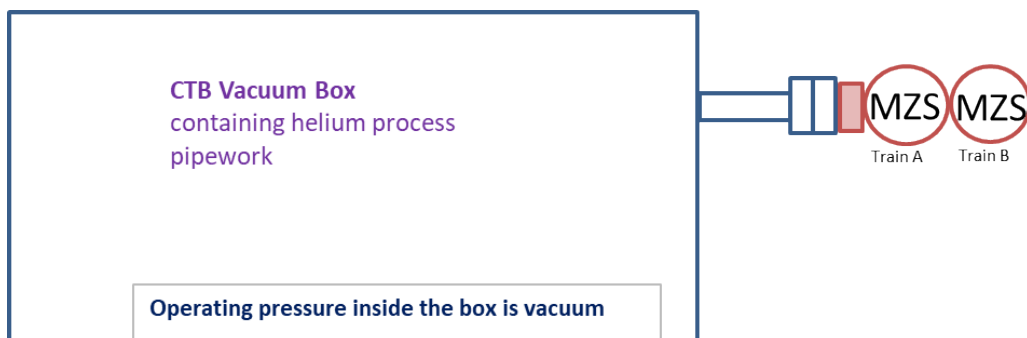 CTB Vacuum Box
containing helium process
pipework
MZS MZS
Train A Train B
Operating pressure inside the box is vacuum